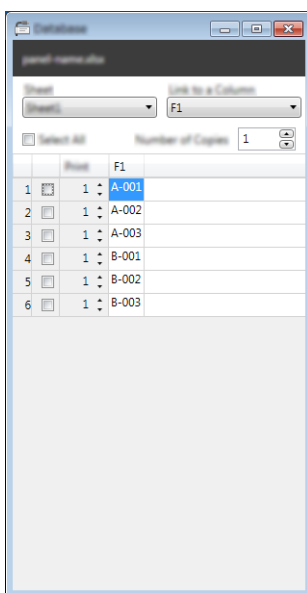 Database
panel-name.xlsx
Sheet Link to a Column
Sheet1 F1
Select All Number of Copies 1
Print F1
1 1 A-001
2 1 A-002
3 1 A-003
4 1 B-001
5 1 B-002
6 1 B-003